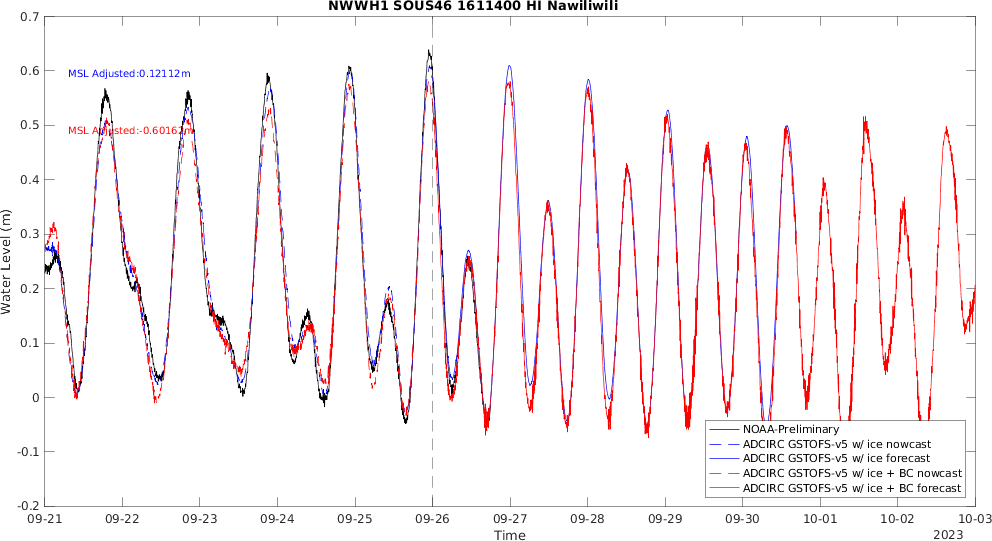 NWWH1 SOUS46 1611400 HI Nawiliwili
0.7
0.6
0.5
0.4
0.3
0.2
0.1
0
-0.1
-0.2
Water Level (m)
MSL Adjusted:0.12112m
MSL Adjusted:-0.60162m
NOAA-Preliminary
ADCIRC GSTOFS-v5 w/ ice nowcast
ADCIRC GSTOFS-v5 w/ ice forecast
ADCIRC GSTOFS-v5 w/ ice + BC nowcast
ADCIRC GSTOFS-v5 w/ ice + BC forecast
09-21 09-22 09-23 09-24 09-25 09-26 09-27 09-28 09-29 09-30 10-01 10-02 10-03
Time
2023